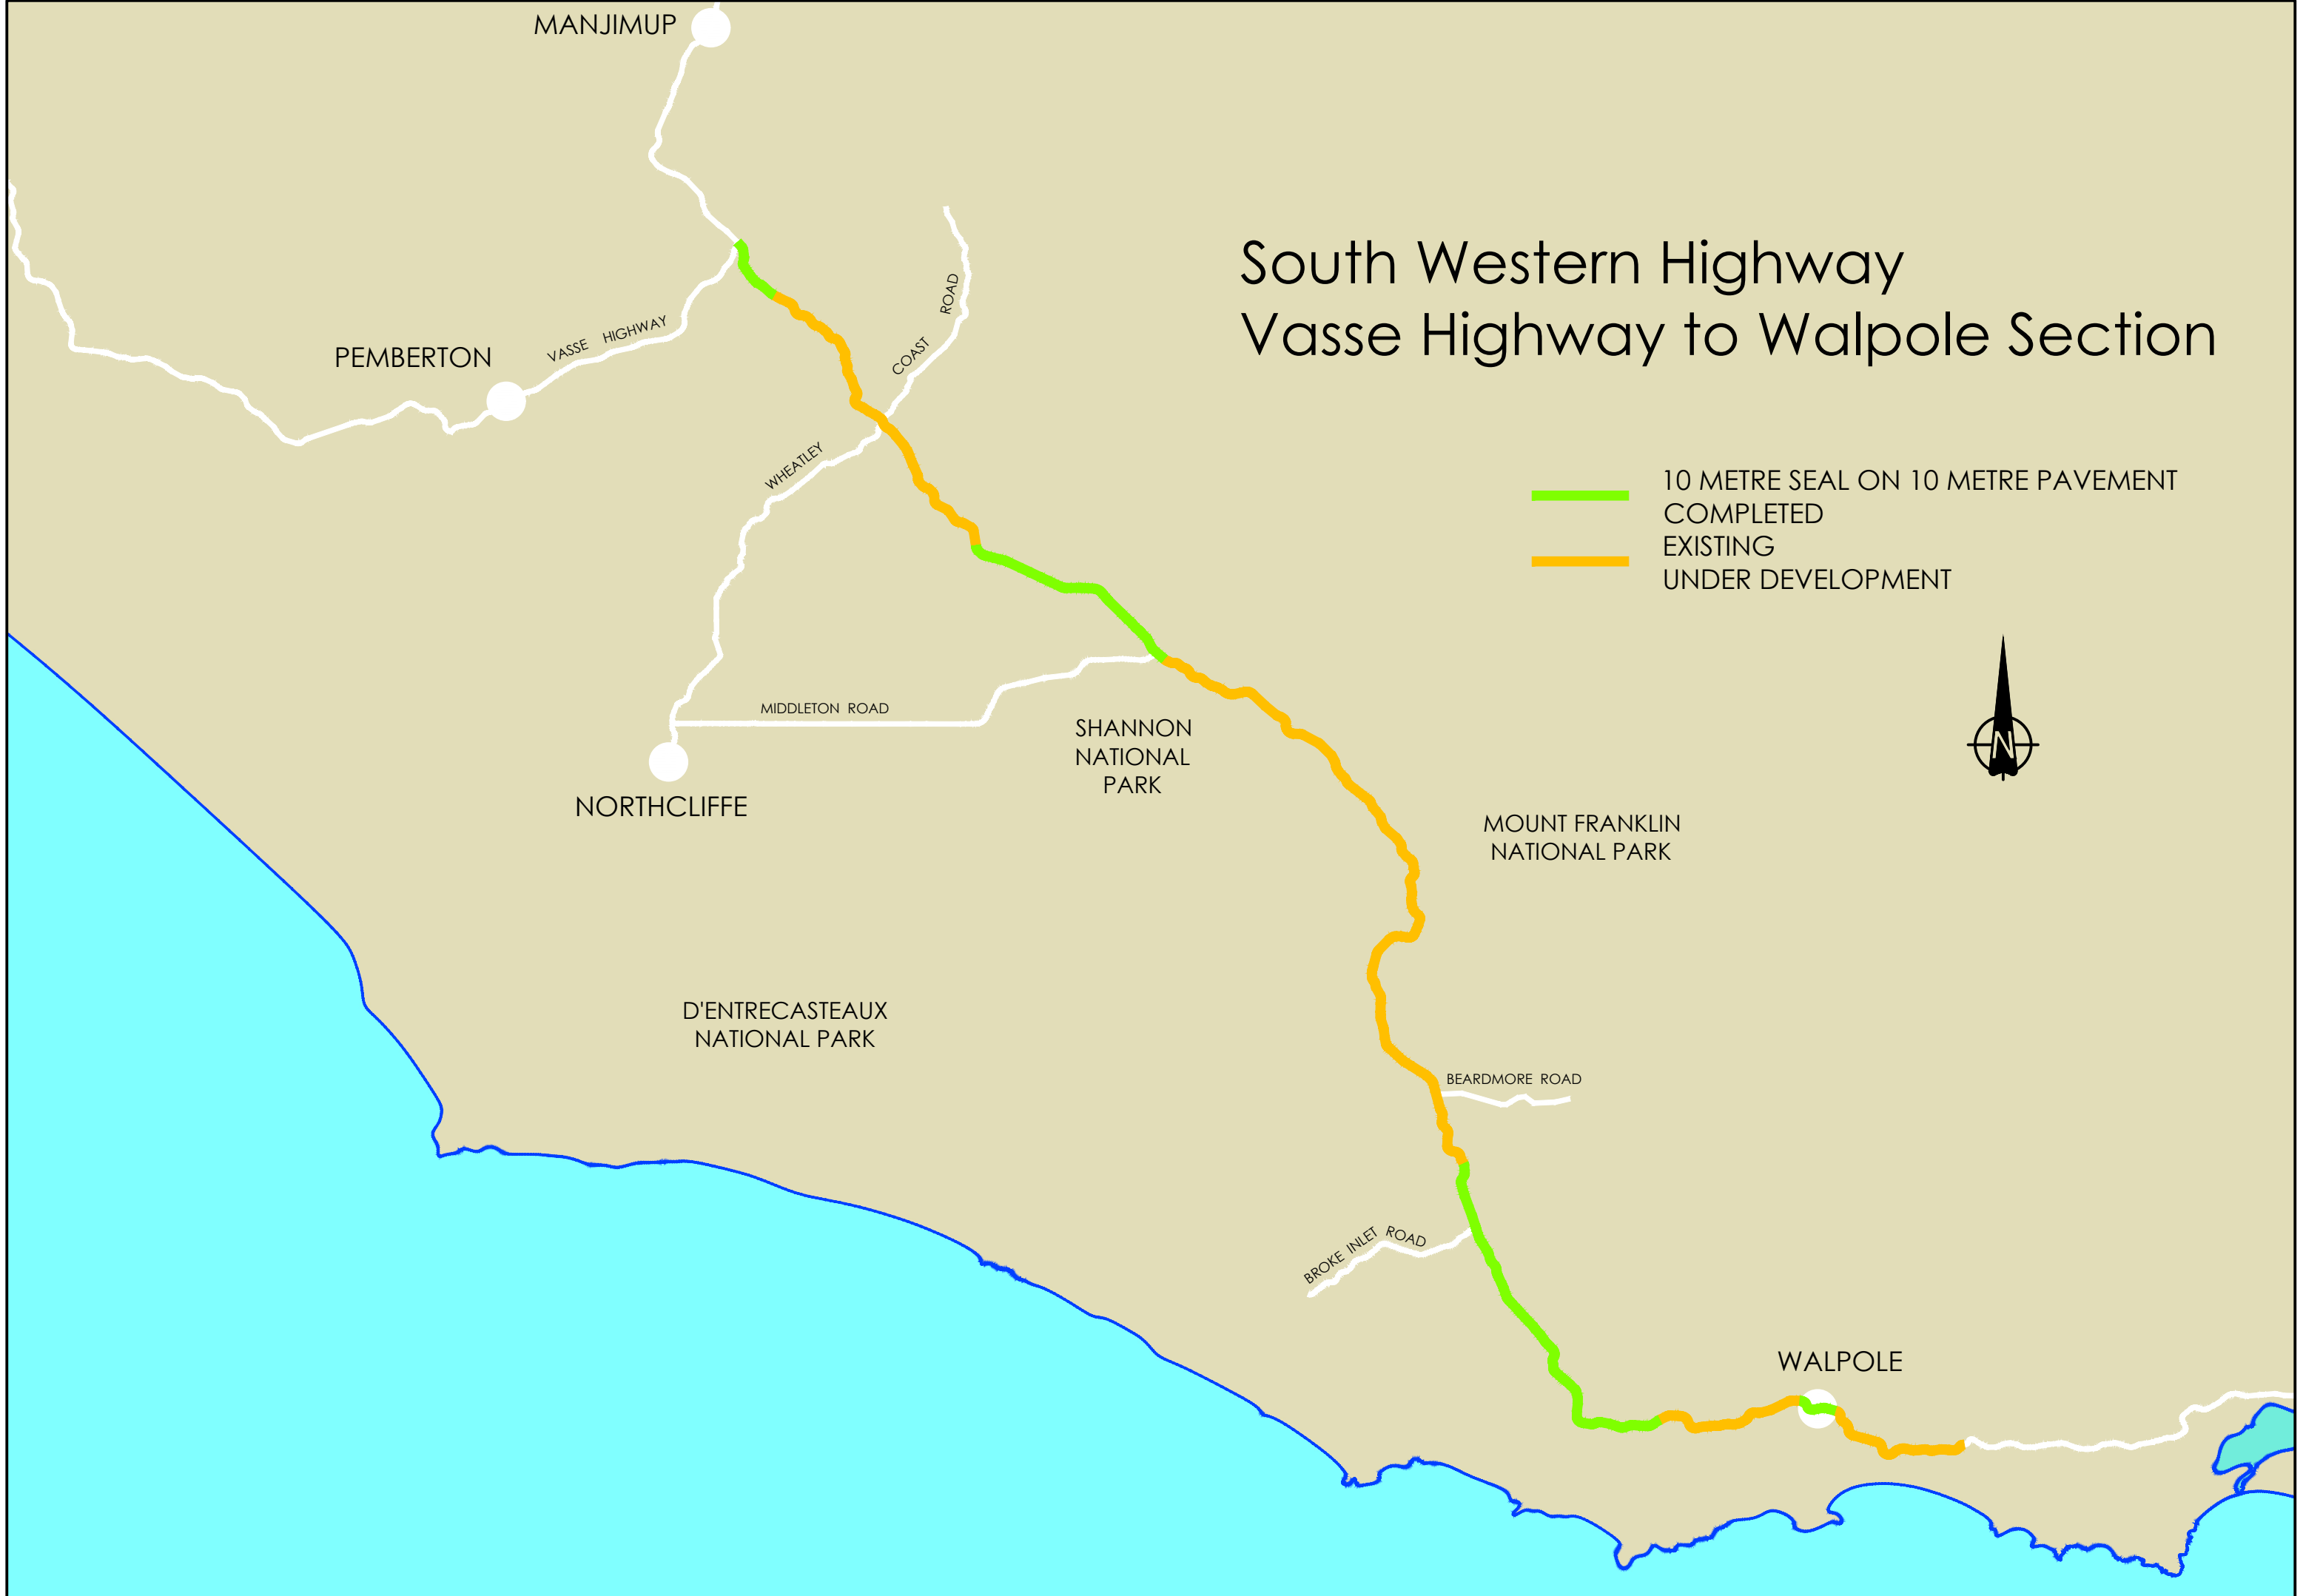 MANJIMUP
South Western Highway
Vasse Highway to Walpole Section
COAST ROAD
VASSE HIGHWAY
PEMBERTON
WHEATLEY
10 METRE SEAL ON 10 METRE PAVEMENT
COMPLETED
EXISTING
UNDER DEVELOPMENT
N
MIDDLETON ROAD
SHANNON
NATIONAL
PARK
NORTHCLIFFE
MOUNT FRANKLIN
NATIONAL PARK
D'ENTRECASTEAUX
NATIONAL PARK
BEARDMORE ROAD
BROKE INLET ROAD
WALPOLE